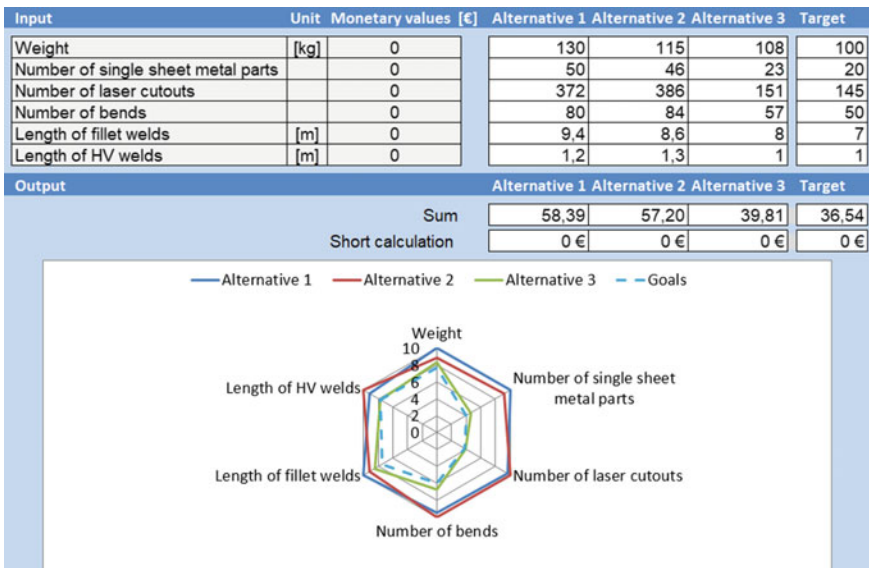 Input Unit Monetary values [€] Alternative 1 Alternative 2 Alternative 3 Target
Weight [kg] 0 130 115 108 100
Number of single sheet metal parts 0 50 46 23 20
Number of laser cutouts 0 372 386 151 145
Number of bends 0 80 84 57 50
Length of fillet welds [m] 0 9,4 8,6 8 7
Length of HV welds [m] 0 1,2 1,3 1 1
Output Alternative 1 Alternative 2 Alternative 3 Target
Sum 58,39 57,20 39,81 36,54
Short calculation 0 € 0 € 0 € 0 €
Alternative 1 Alternative 2 Alternative 3 Goals
Weight
10
8
6
4
2
0
Number of single sheet
metal parts
Number of laser cutouts
Number of bends
Length of fillet welds
Length of HV welds